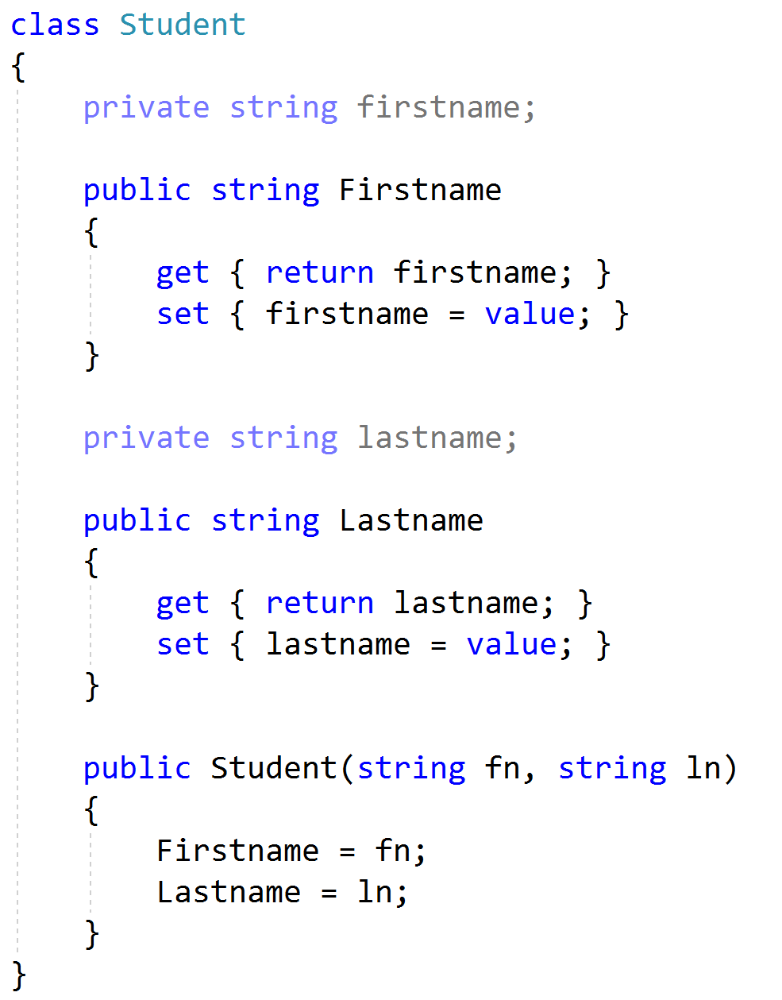 class Student
{
    private string firstname;

    public string Firstname
    {
        get { return firstname; }
        set { firstname = value; }
    }

    private string lastname;

    public string Lastname
    {
        get { return lastname; }
        set { lastname = value; }
    }

    public Student(string fn, string ln)
    {
        Firstname = fn;
        Lastname = ln;
    }
}